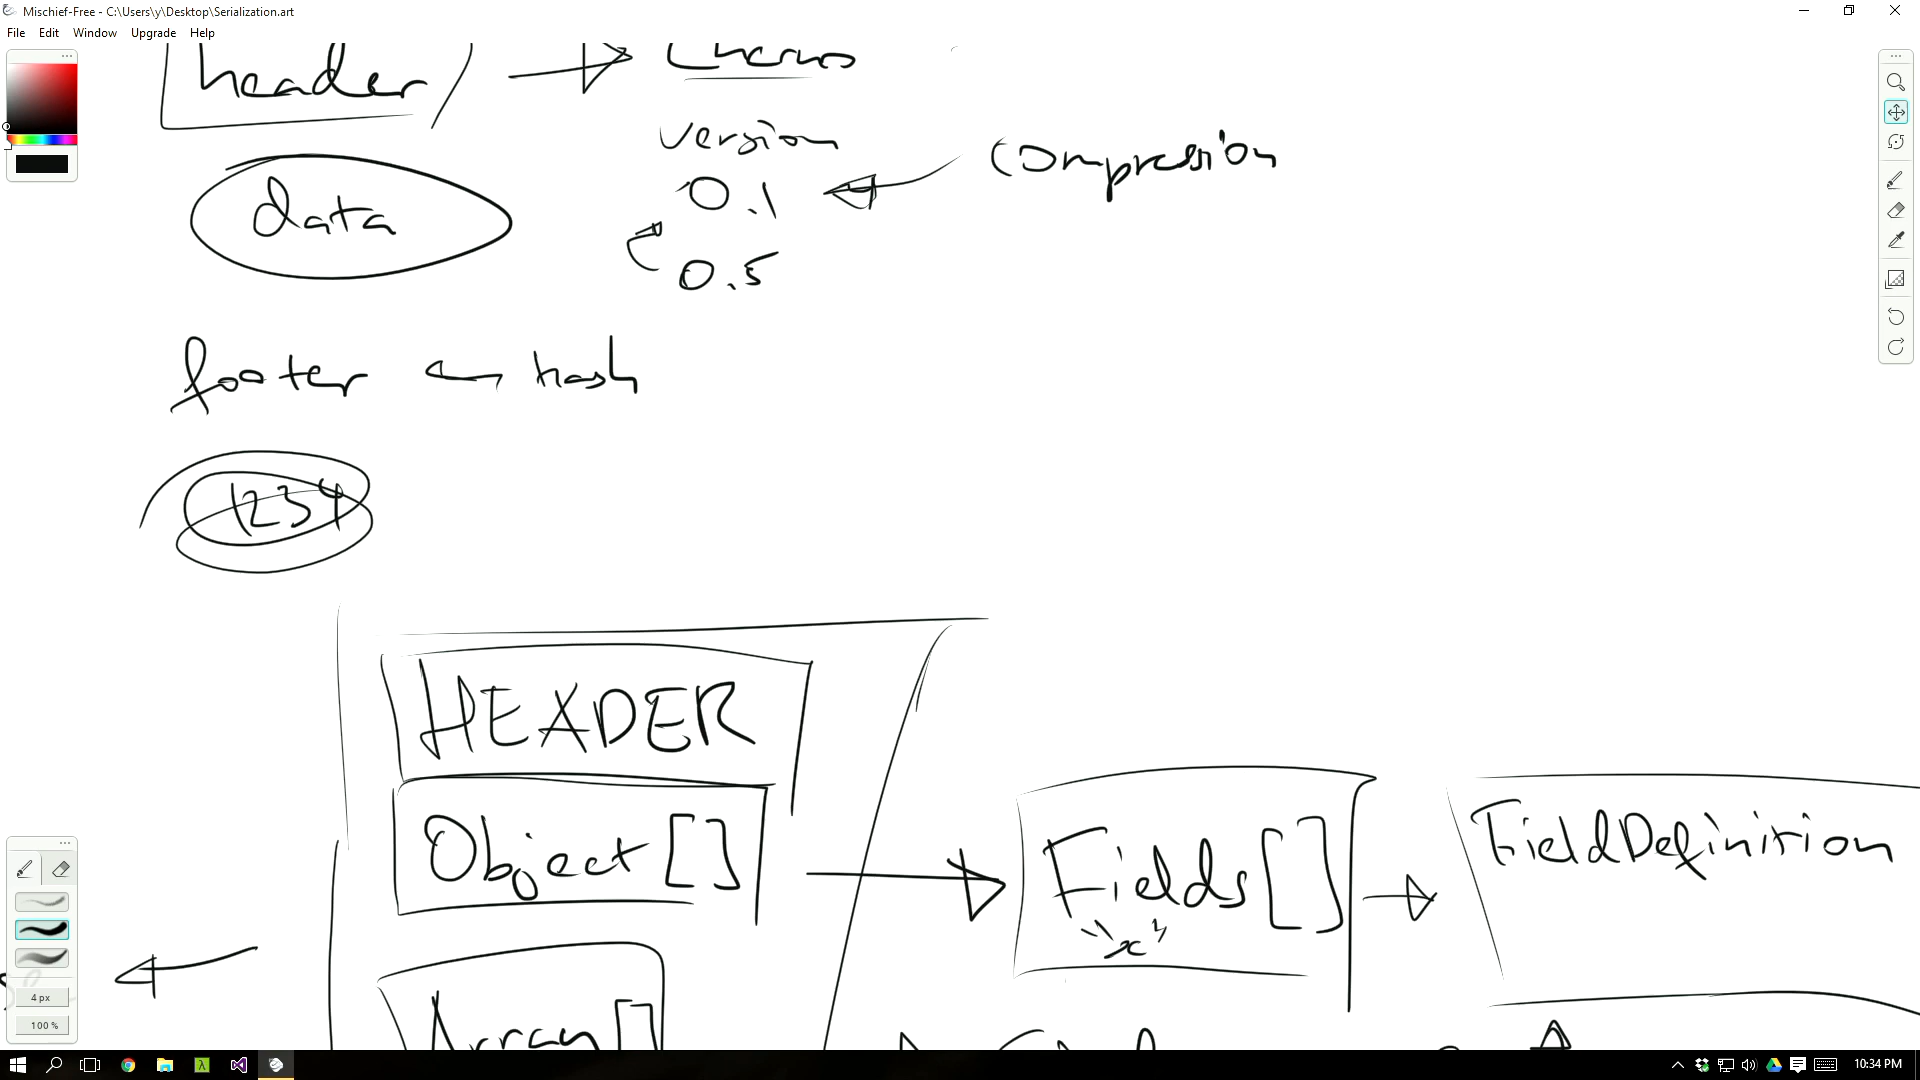 Mischief-Free - C:\Users\y\Desktop\Serialization.art
File Edit Window Upgrade Help
header
version
compression
0.1
data
0.5
footer
hash
1234
HEADER
Object []
Fields []
"x"
FieldDefinition
Array []
4 px
100 %
10:34 PM